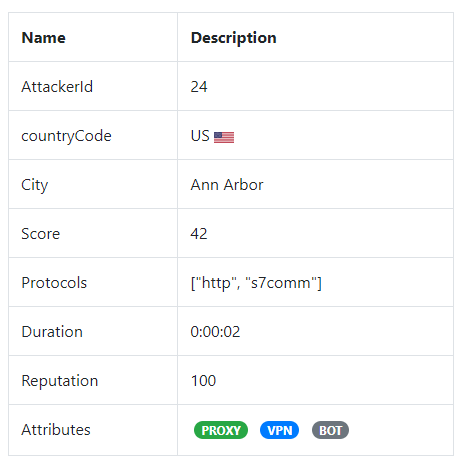 Name Description
AttackerId 24
countryCode US
City Ann Arbor
Score 42
Protocols ["http", "s7comm"]
Duration 0:00:02
Reputation 100
Attributes PROXY VPN BOT